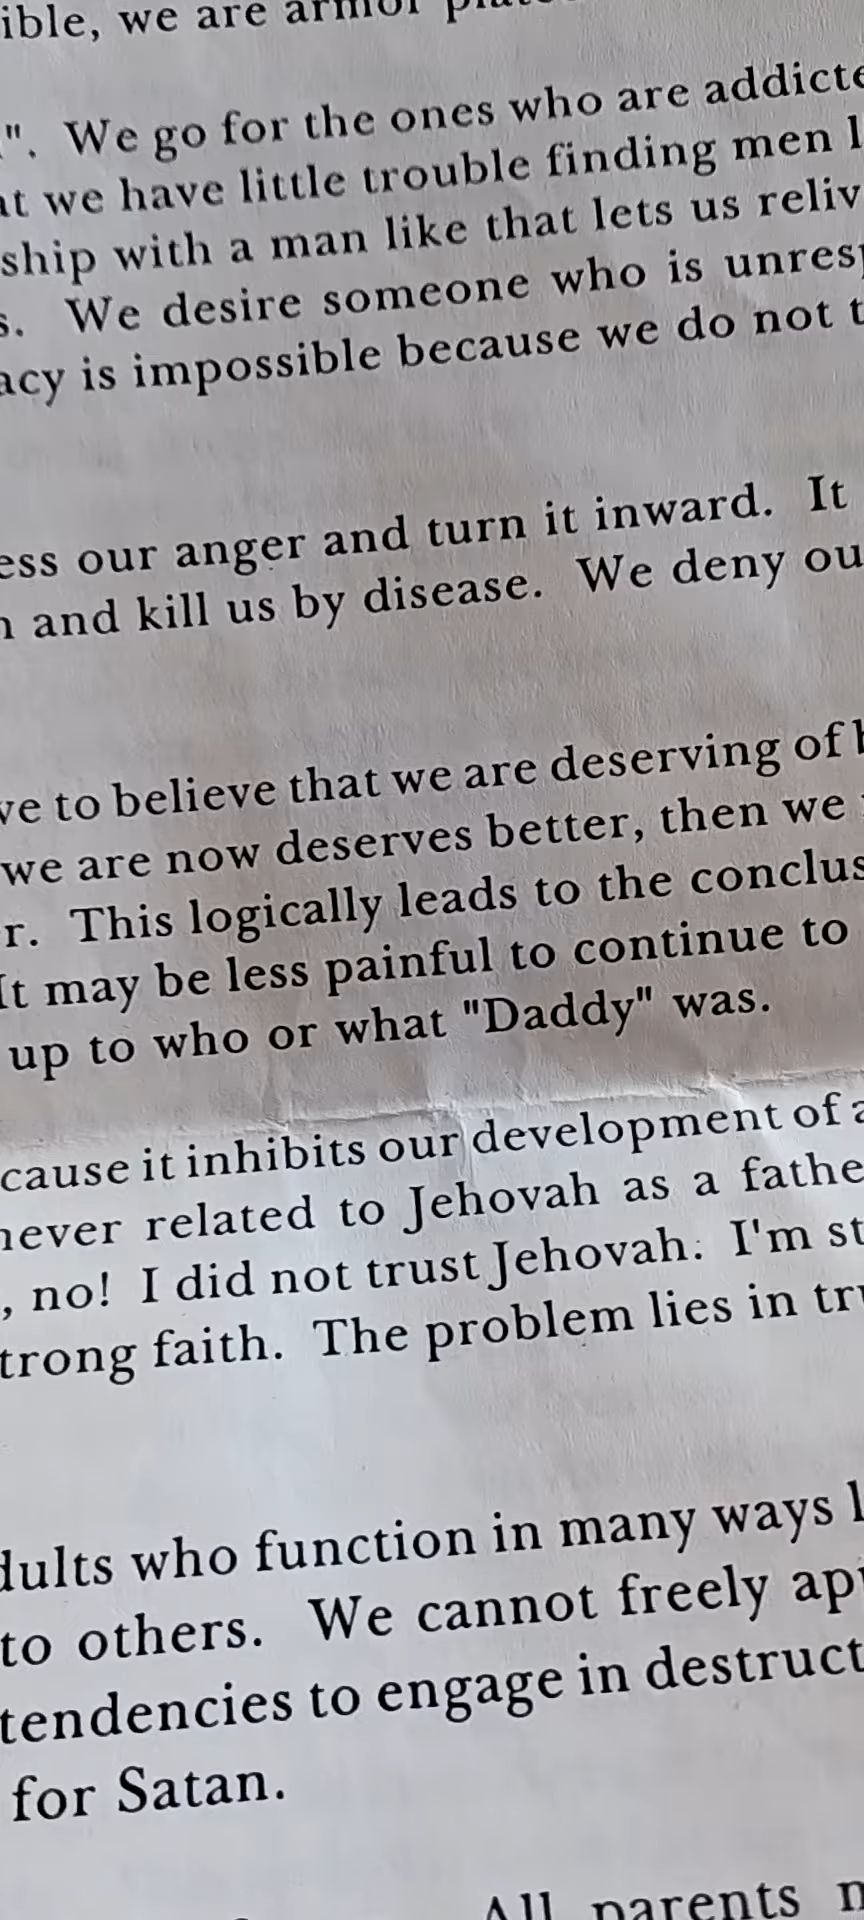 ible, we are armor
". We go for the ones who are addicte
at we have little trouble finding men l
ship with a man like that lets us reliv
s. We desire someone who is unresp
acy is impossible because we do not t
ess our anger and turn it inward. It
n and kill us by disease. We deny ou
ve to believe that we are deserving of b
we are now deserves better, then we
r. This logically leads to the conclus
It may be less painful to continue to
up to who or what "Daddy" was.
cause it inhibits our development of a
never related to Jehovah as a fathe
, no! I did not trust Jehovah. I'm st
trong faith. The problem lies in tru
dults who function in many ways l
to others. We cannot freely app
tendencies to engage in destruct
for Satan.
All parents m